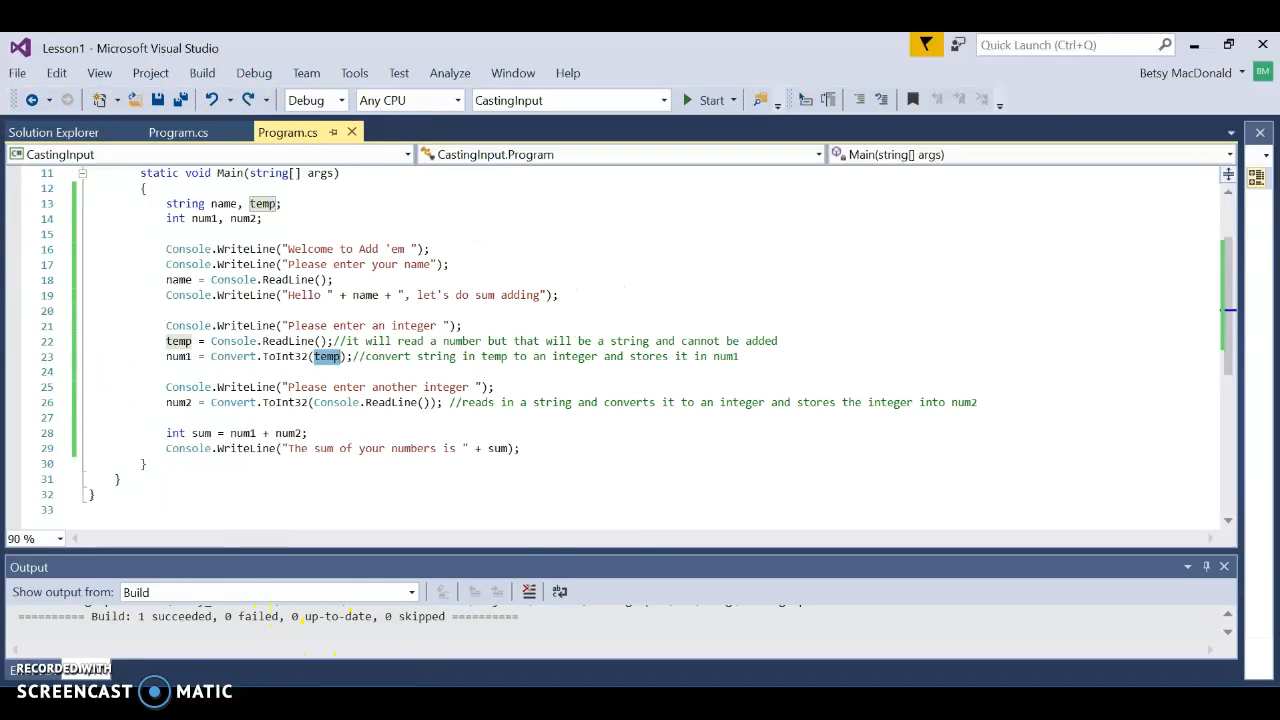 Lesson1 - Microsoft Visual Studio
Quick Launch (Ctrl+Q)
File Edit View Project Build Debug Team Tools Test Analyze Window Help
Betsy MacDonald BM
Debug Any CPU CastingInput Start
Solution Explorer Program.cs Program.cs
CastingInput CastingInput.Program Main(string[] args)
11 static void Main(string[] args)
12 {
13 string name, temp;
14 int num1, num2;
15
16 Console.WriteLine("Welcome to Add 'em ");
17 Console.WriteLine("Please enter your name");
18 name = Console.ReadLine();
19 Console.WriteLine("Hello " + name + ", let's do sum adding");
20
21 Console.WriteLine("Please enter an integer ");
22 temp = Console.ReadLine();//it will read a number but that will be a string and cannot be added
23 num1 = Convert.ToInt32(temp);//convert string in temp to an integer and stores it in num1
24
25 Console.WriteLine("Please enter another integer ");
26 num2 = Convert.ToInt32(Console.ReadLine()); //reads in a string and converts it to an integer and stores the integer into num2
27
28 int sum = num1 + num2;
29 Console.WriteLine("The sum of your numbers is " + sum);
30 }
31 }
32 }
33
90 %
Output
Show output from: Build
========== Build: 1 succeeded, 0 failed, 0 up-to-date, 0 skipped ==========
RECORDED WITH
SCREENCAST MATIC